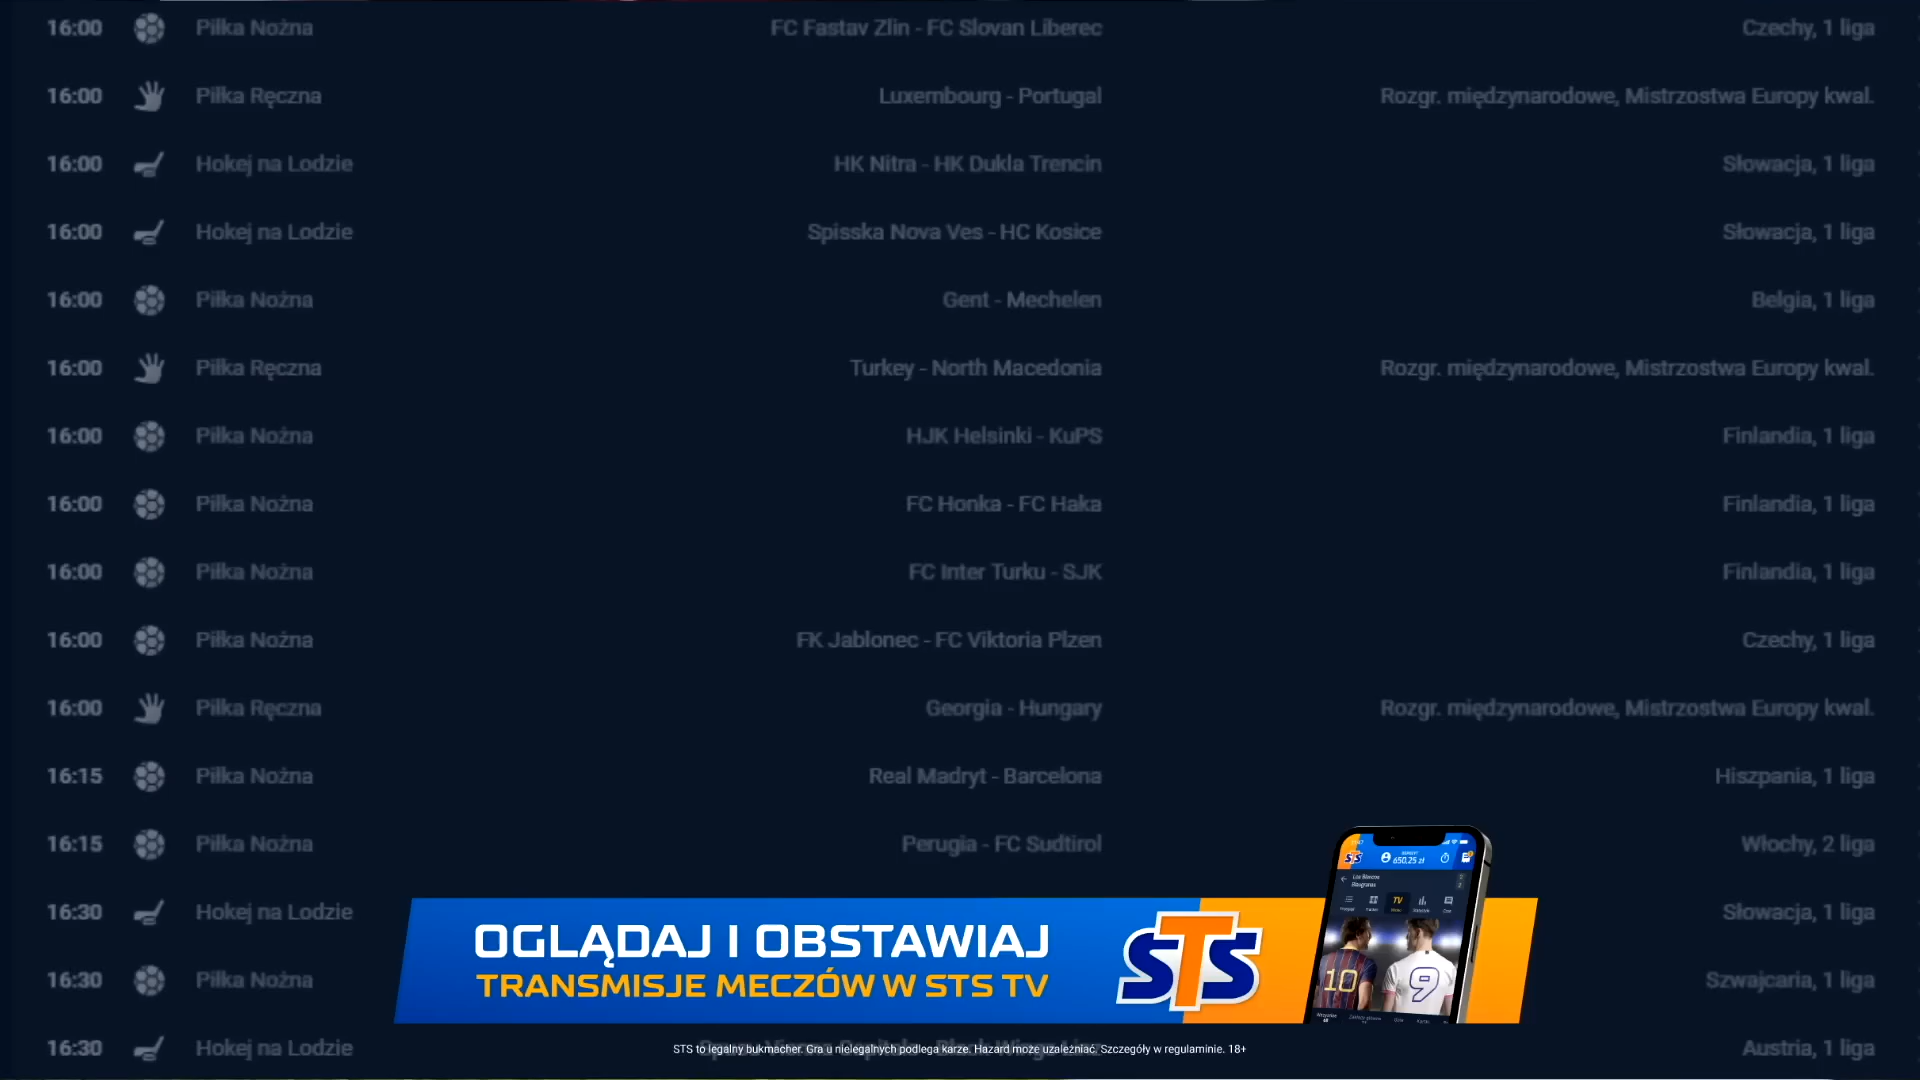 16:00 Piłka Nożna FC Fastav Zlin - FC Slovan Liberec Czechy, 1 liga
16:00 Piłka Ręczna Luxembourg - Portugal Rozgr. międzynarodowe, Mistrzostwa Europy kwal.
16:00 Hokej na Lodzie HK Nitra - HK Dukla Trencin Słowacja, 1 liga
16:00 Hokej na Lodzie Spisska Nova Ves - HC Kosice Słowacja, 1 liga
16:00 Piłka Nożna Gent - Mechelen Belgia, 1 liga
16:00 Piłka Ręczna Turkey - North Macedonia Rozgr. międzynarodowe, Mistrzostwa Europy kwal.
16:00 Piłka Nożna HJK Helsinki - KuPS Finlandia, 1 liga
16:00 Piłka Nożna FC Honka - FC Haka Finlandia, 1 liga
16:00 Piłka Nożna FC Inter Turku - SJK Finlandia, 1 liga
16:00 Piłka Nożna FK Jablonec - FC Viktoria Plzen Czechy, 1 liga
16:00 Piłka Ręczna Georgia - Hungary Rozgr. międzynarodowe, Mistrzostwa Europy kwal.
16:15 Piłka Nożna Real Madryt - Barcelona Hiszpania, 1 liga
16:15 Piłka Nożna Perugia - FC Sudtirol Włochy, 2 liga
16:30 Hokej na Lodzie Słowacja, 1 liga
16:30 Piłka Nożna Szwajcaria, 1 liga
16:30 Hokej na Lodzie Austria, 1 liga
OGLĄDAJ I OBSTAWIAJ
TRANSMISJE MECZÓW W STS TV
STS
STS
650.25 zł
Los Blancos
Blaugranas
TV
10
9
STS to legalny bukmacher. Gra u nielegalnych podlega karze. Hazard może uzależniać. Szczegóły w regulaminie. 18+